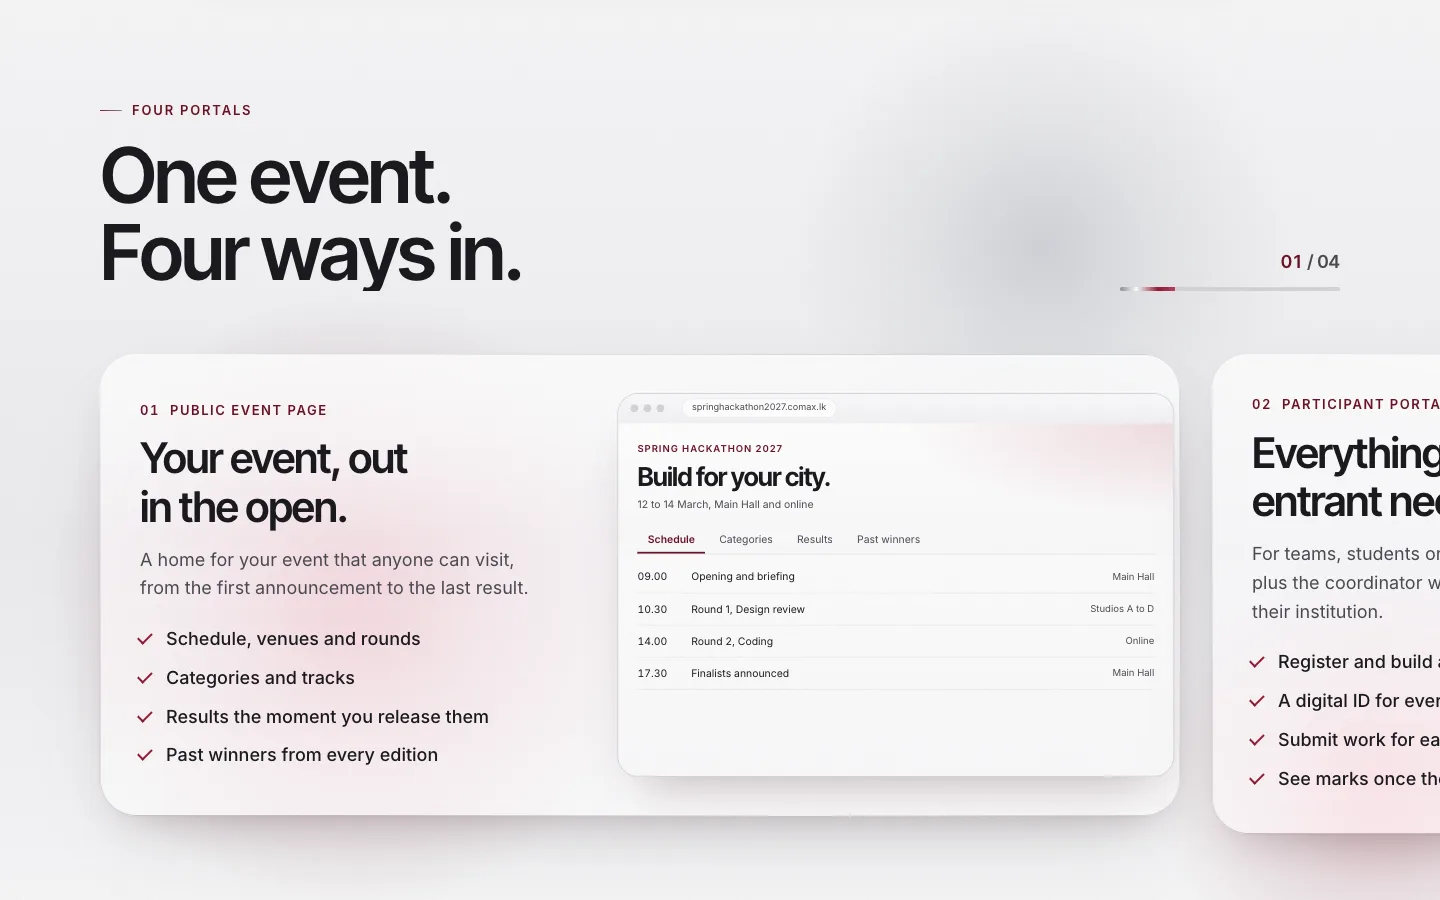 FOUR PORTALS
One event.
Four ways in.
01 / 04
01 PUBLIC EVENT PAGE
Your event, out
in the open.
A home for your event that anyone can visit,
from the first announcement to the last result.
Schedule, venues and rounds
Categories and tracks
Results the moment you release them
Past winners from every edition
springhackathon2027.comax.lk
SPRING HACKATHON 2027
Build for your city.
12 to 14 March, Main Hall and online
Schedule Categories Results Past winners
09.00 Opening and briefing Main Hall
10.30 Round 1, Design review Studios A to D
14.00 Round 2, Coding Online
17.30 Finalists announced Main Hall
02 PARTICIPANT
Everything
entrant
For teams, students
plus the coordinator
their institution.
Register and build
A digital ID for
Submit work for
See marks once